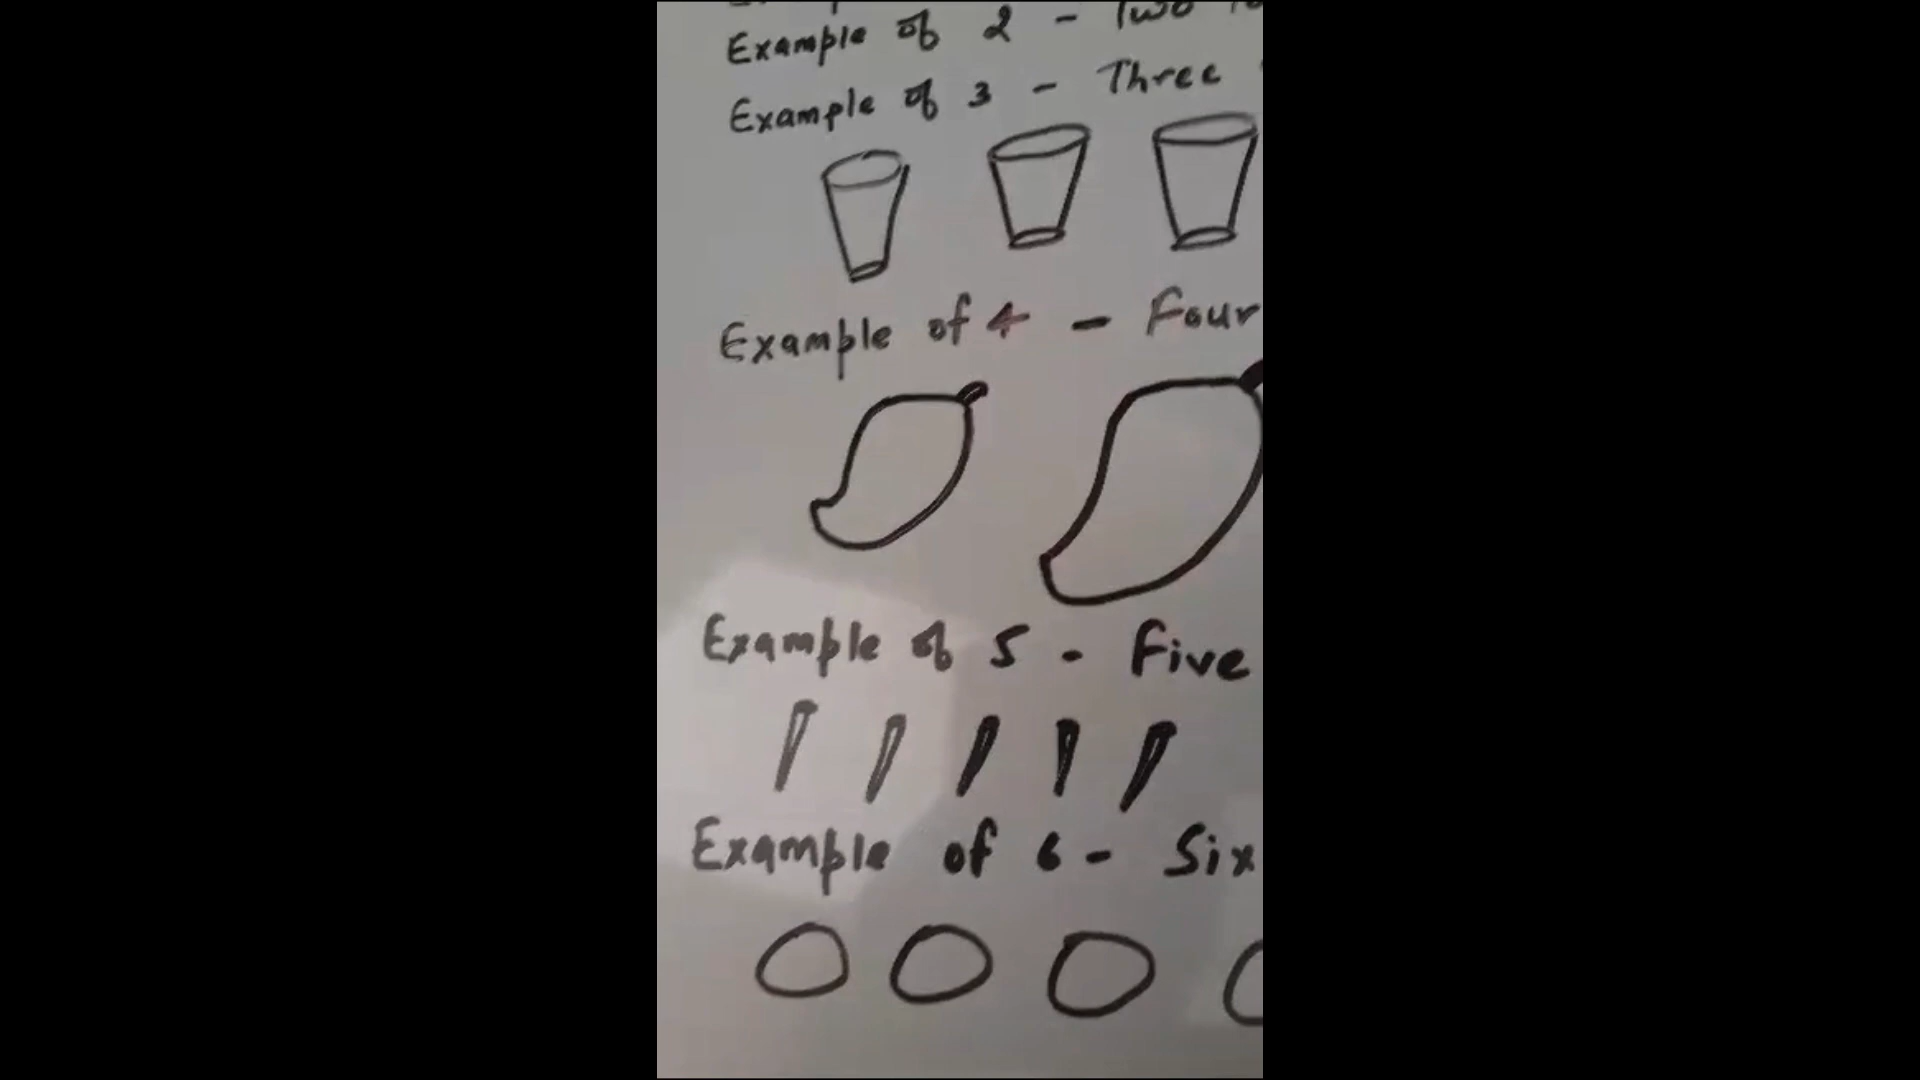 Example of 2 - Two
Example of 3 - Three
Example of 4 - Four
Example of 5 - Five
Example of 6 - Six